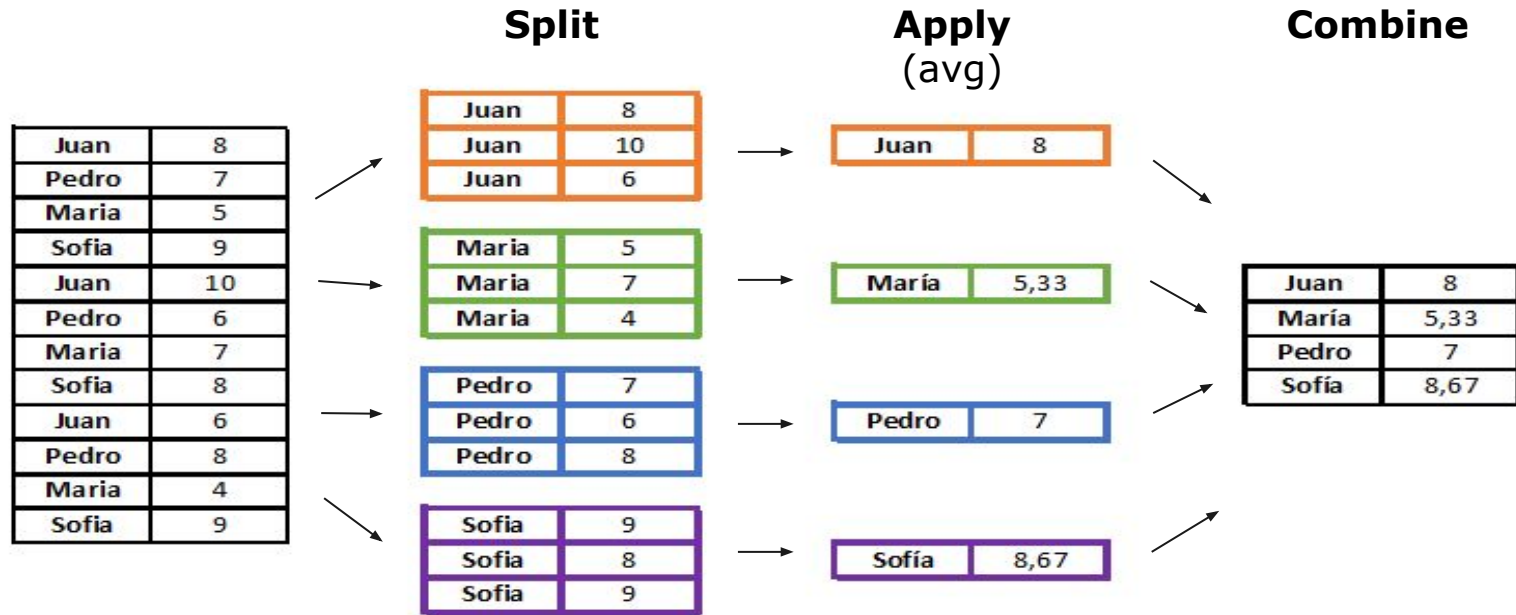 Split
Apply
(avg)
Combine
Juan 8
Pedro 7
Maria 5
Sofia 9
Juan 10
Pedro 6
Maria 7
Sofia 8
Juan 6
Pedro 8
Maria 4
Sofia 9
Juan 8
Juan 10
Juan 6
Maria 5
Maria 7
Maria 4
Pedro 7
Pedro 6
Pedro 8
Sofia 9
Sofia 8
Sofia 9
Juan 8
María 5,33
Pedro 7
Sofía 8,67
Juan 8
María 5,33
Pedro 7
Sofía 8,67